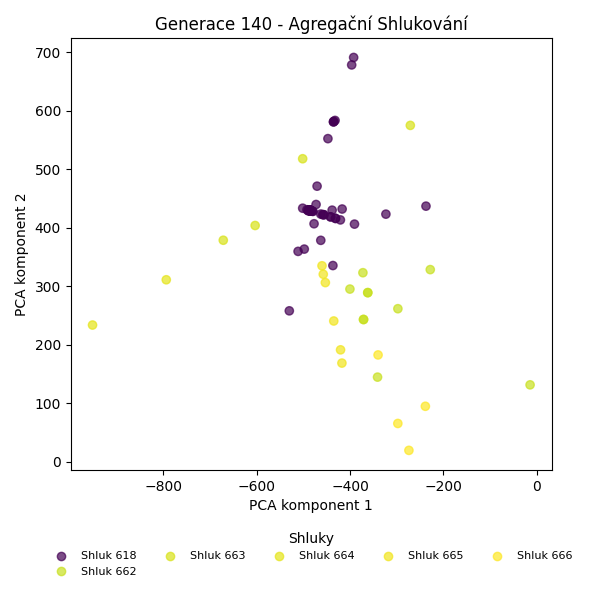 Generace 140 - Agregační Shlukování
700
600
500
400
300
200
100
0
PCA komponent 2
−800 −600 −400 −200 0
PCA komponent 1
Shluky
Shluk 618 Shluk 663 Shluk 664 Shluk 665 Shluk 666
Shluk 662